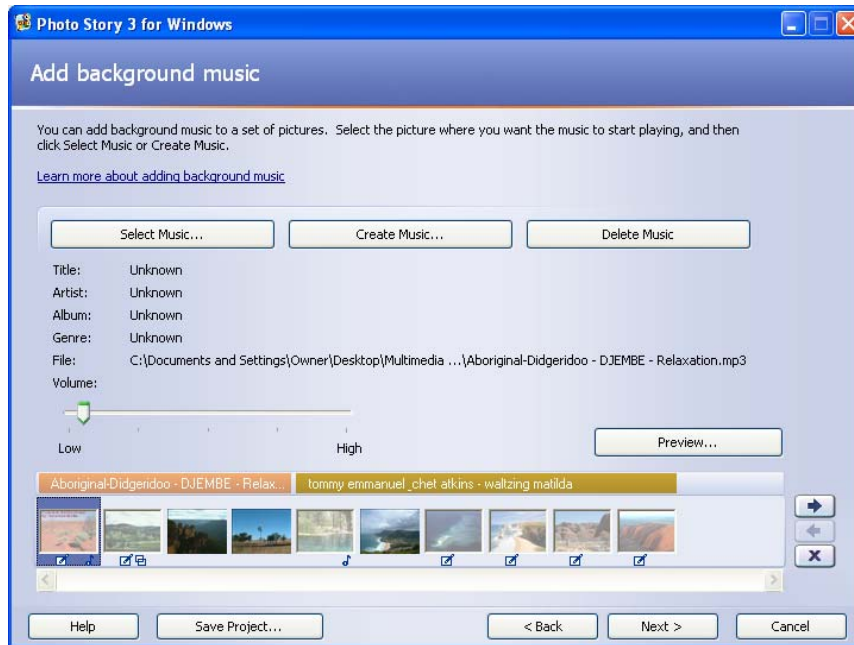 Photo Story 3 for Windows
Add background music
You can add background music to a set of pictures. Select the picture where you want the music to start playing, and then
click Select Music or Create Music.
Learn more about adding background music
Select Music...
Create Music...
Delete Music
Title: Unknown
Artist: Unknown
Album: Unknown
Genre: Unknown
File: C:\Documents and Settings\Owner\Desktop\Multimedia ...\Aboriginal-Didgeridoo - DJEMBE - Relaxation.mp3
Volume:
Low
High
Preview...
Aboriginal-Didgeridoo - DJEMBE - Relax...
tommy emmanuel_chet atkins - waltzing matilda
Help
Save Project...
< Back
Next >
Cancel